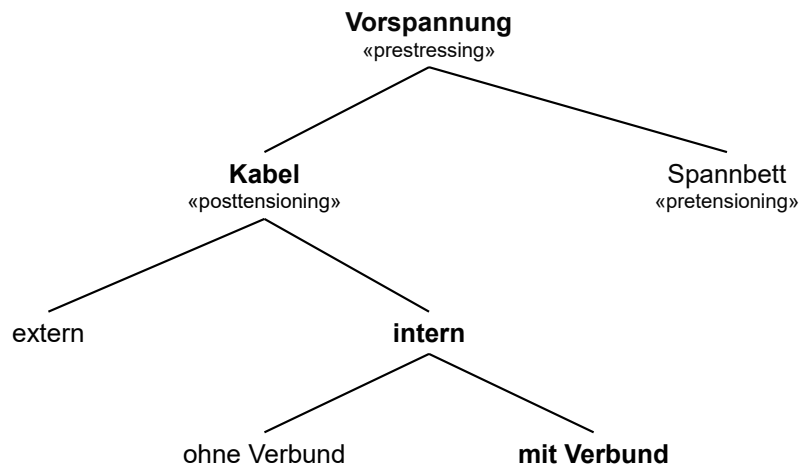 Vorspannung
«prestressing»
Kabel
«posttensioning»
Spannbett
«pretensioning»
extern
intern
ohne Verbund
mit Verbund